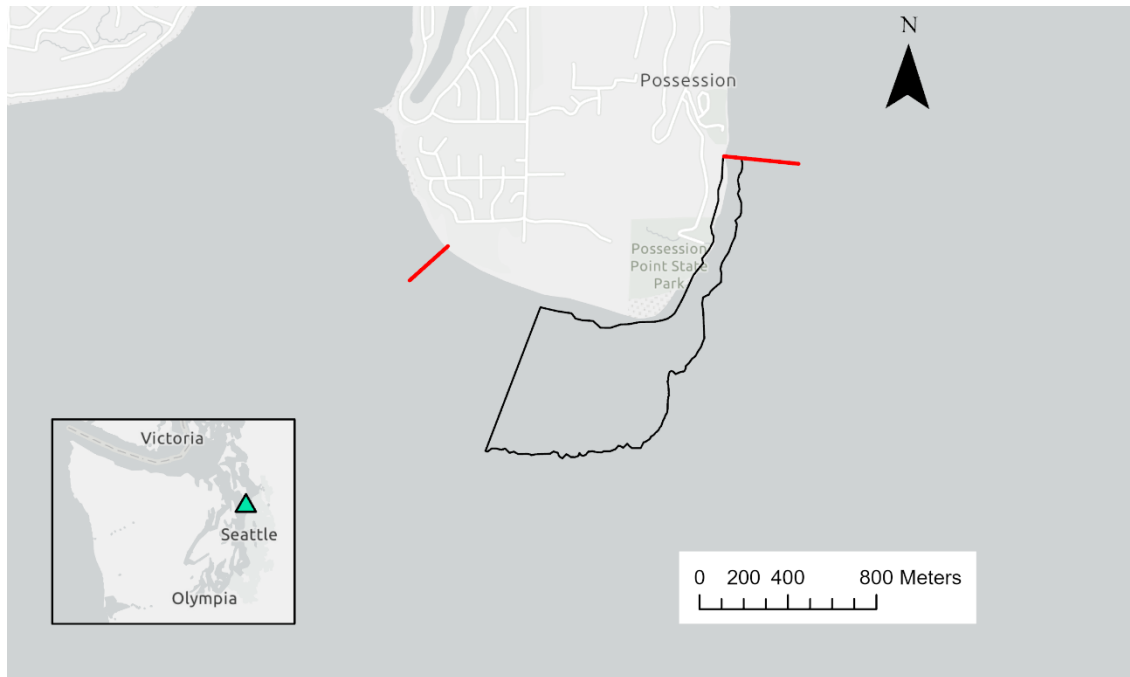 N
Possession
Possession
Point State
Park
Victoria
Seattle
Olympia
0 200 400 800 Meters